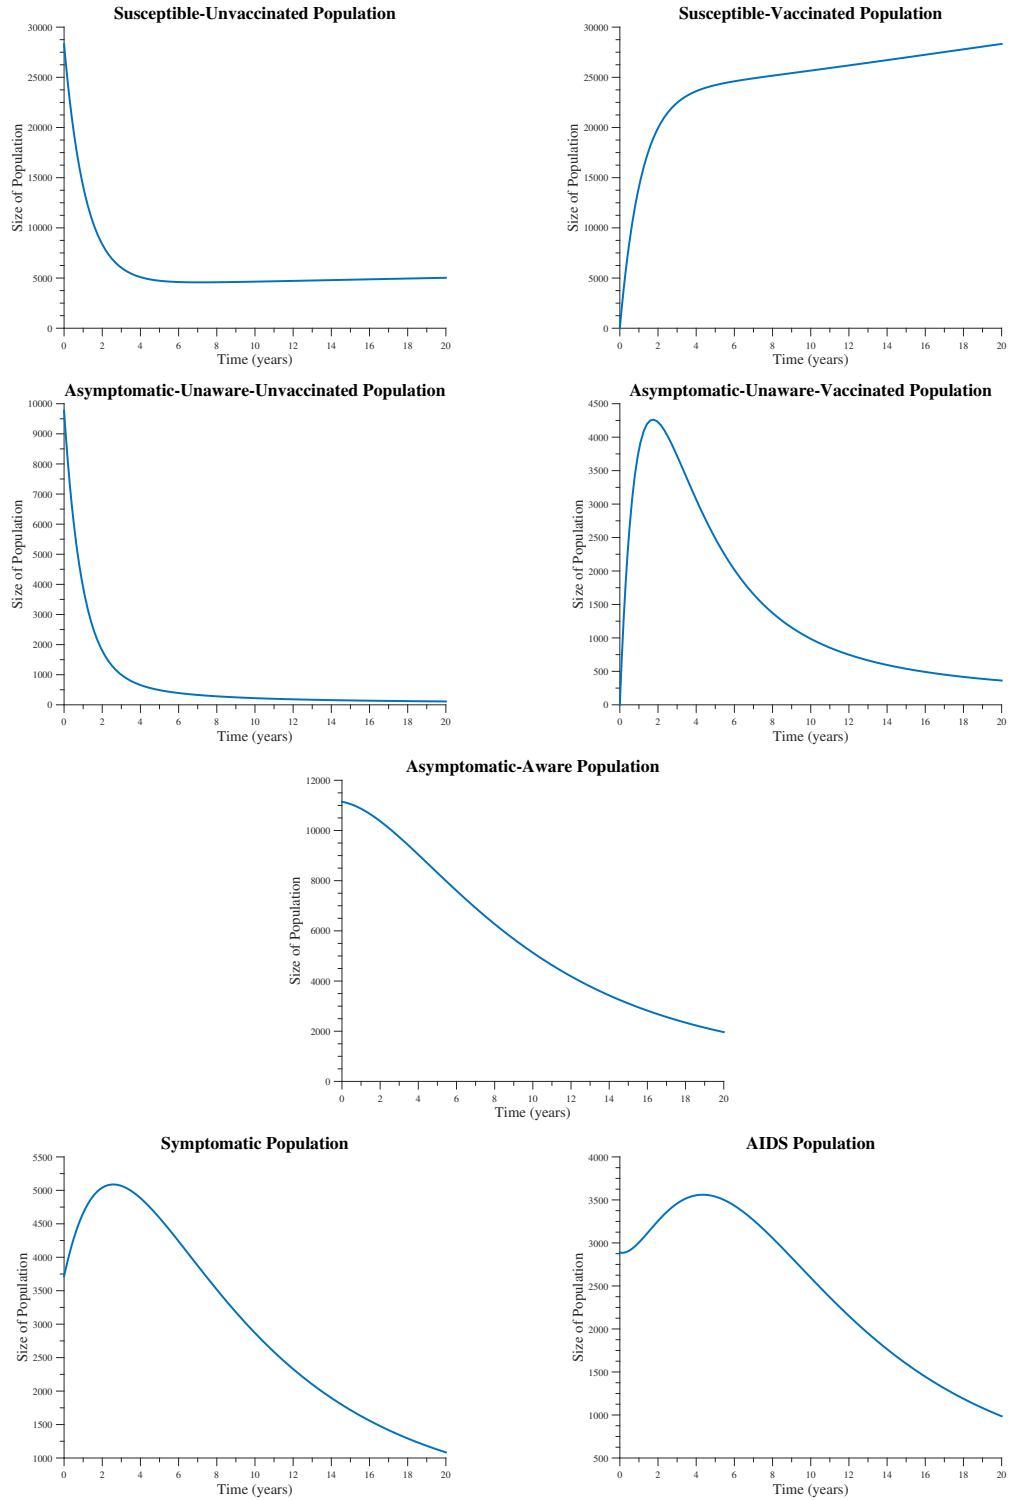 Susceptible-Unvaccinated Population
30000
25000
20000
15000
10000
5000
0
Size of Population
0 2 4 6 8 10 12 14 16 18 20
Time (years)
Susceptible-Vaccinated Population
30000
25000
20000
15000
10000
5000
0
Size of Population
0 2 4 6 8 10 12 14 16 18 20
Time (years)
Asymptomatic-Unaware-Unvaccinated Population
10000
9000
8000
7000
6000
5000
4000
3000
2000
1000
0
Size of Population
0 2 4 6 8 10 12 14 16 18 20
Time (years)
Asymptomatic-Unaware-Vaccinated Population
4500
4000
3500
3000
2500
2000
1500
1000
500
0
Size of Population
0 2 4 6 8 10 12 14 16 18 20
Time (years)
Asymptomatic-Aware Population
12000
10000
8000
6000
4000
2000
0
Size of Population
0 2 4 6 8 10 12 14 16 18 20
Time (years)
Symptomatic Population
5500
5000
4500
4000
3500
3000
2500
2000
1500
1000
Size of Population
0 2 4 6 8 10 12 14 16 18 20
Time (years)
AIDS Population
4000
3500
3000
2500
2000
1500
1000
500
Size of Population
0 2 4 6 8 10 12 14 16 18 20
Time (years)